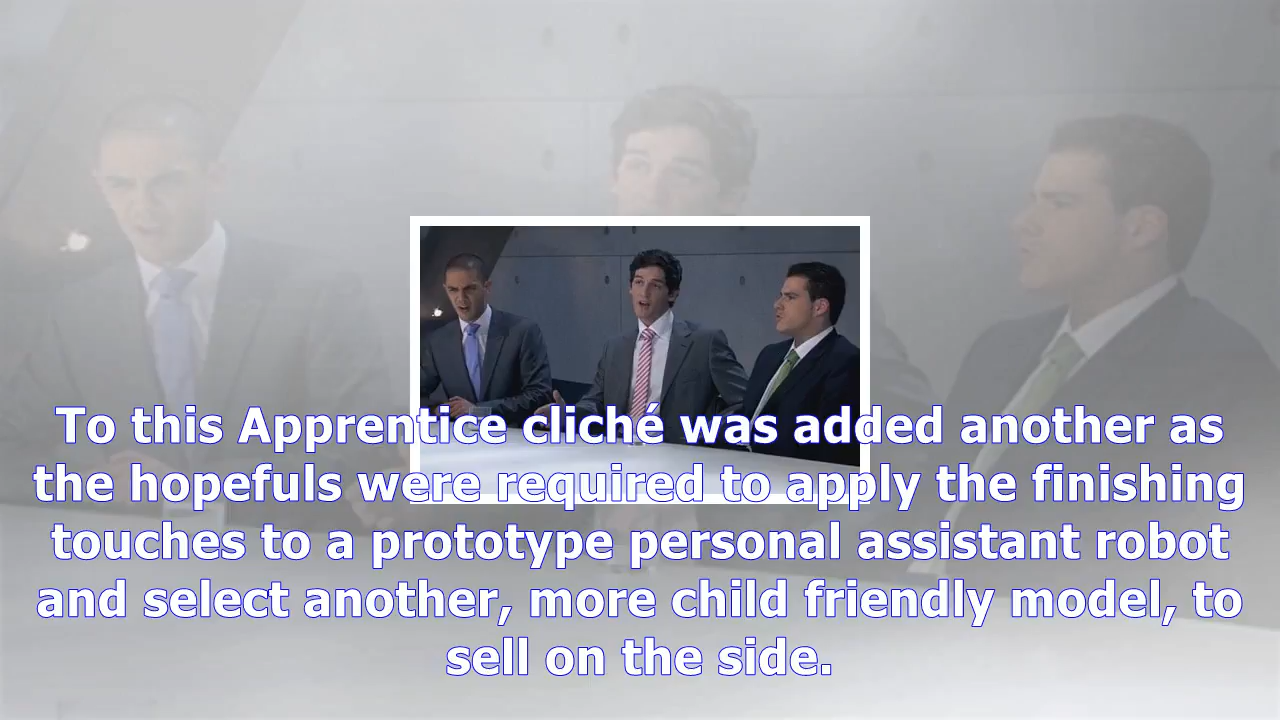 To this Apprentice cliché was added another as
the hopefuls were required to apply the finishing
touches to a prototype personal assistant robot
and select another, more child friendly model, to
sell on the side.